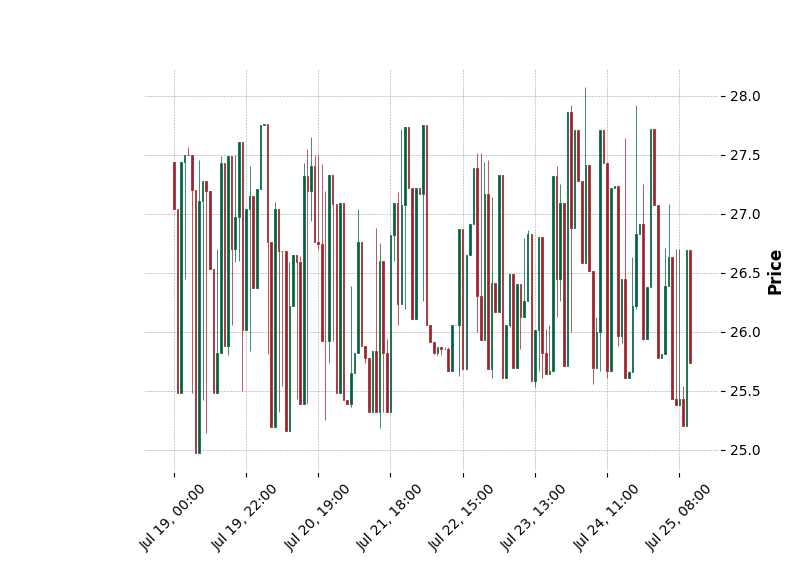 28.0
27.5
27.0
26.5
26.0
25.5
25.0
Price
Jul 19, 00:00
Jul 19, 22:00
Jul 20, 19:00
Jul 21, 18:00
Jul 22, 15:00
Jul 23, 13:00
Jul 24, 11:00
Jul 25, 08:00